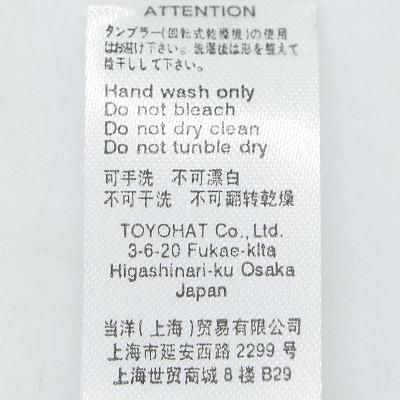 ATTENTION
タンブラー(回転式乾燥境)の使用
はお避け下さい。洗濯後は形を整えて
陰干しして下さい。
Hand wash only
Do not bleach
Do not dry clean
Do not tunble dry
可手洗 不可漂白
不可干洗 不可翻转乾燥
TOYOHAT Co., Ltd.
3-6-20 Fukae-kita
Higashinari-ku Osaka
Japan
当洋(上海)贸易有限公司
上海市延安西路 2299 号
上海世贸商城 8 楼 B29